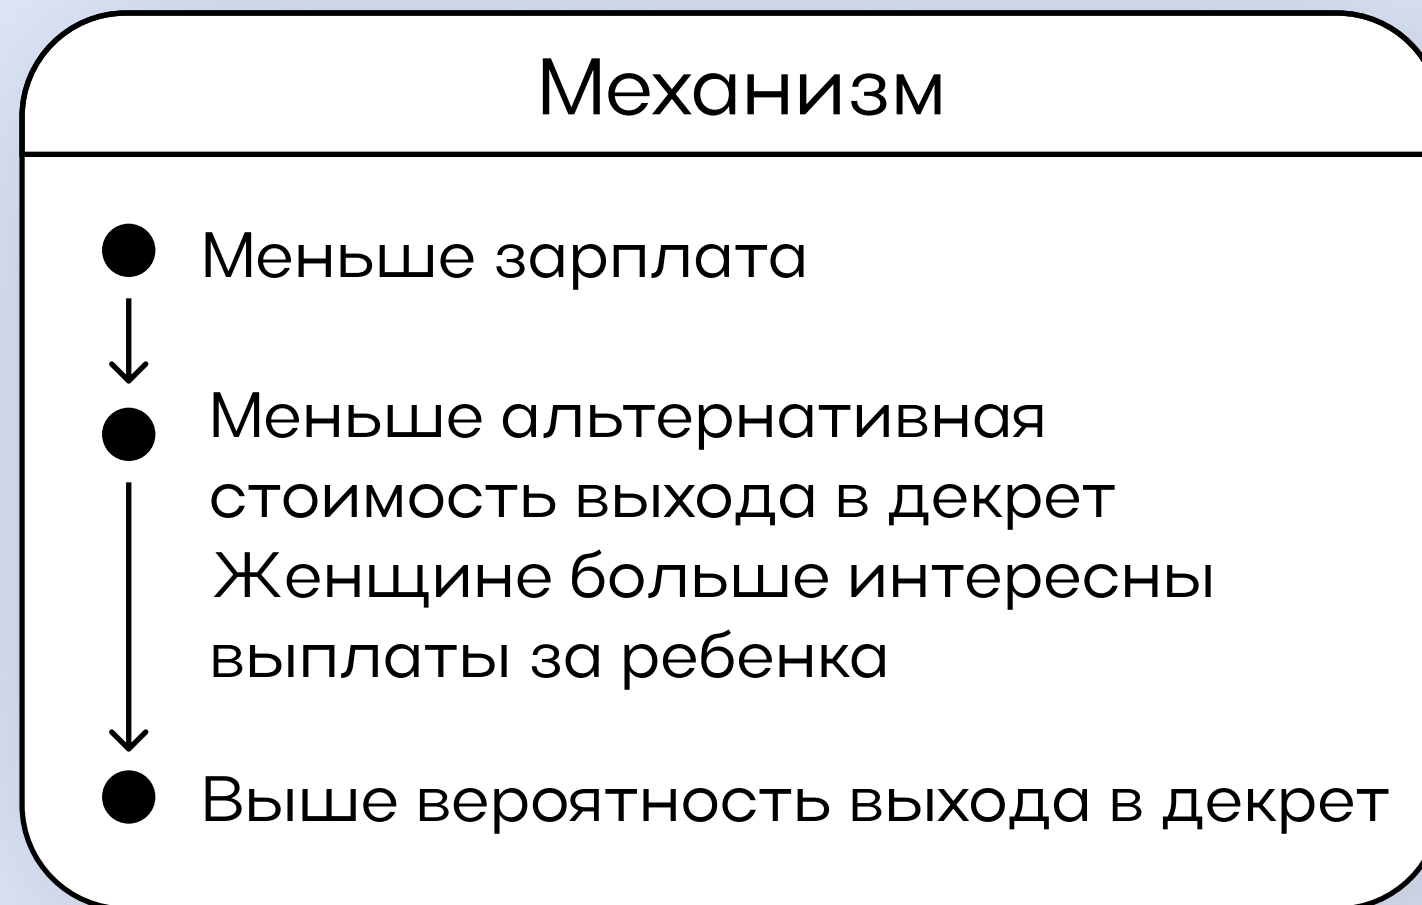 Механизм
Меньше зарплата
Меньше альтернативная
стоимость выхода в декрет
Женщине больше интересны
выплаты за ребенка
Выше вероятность выхода в декрет